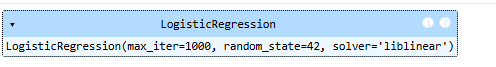 LogisticRegression
LogisticRegression(max_iter=1000, random_state=42, solver='liblinear')